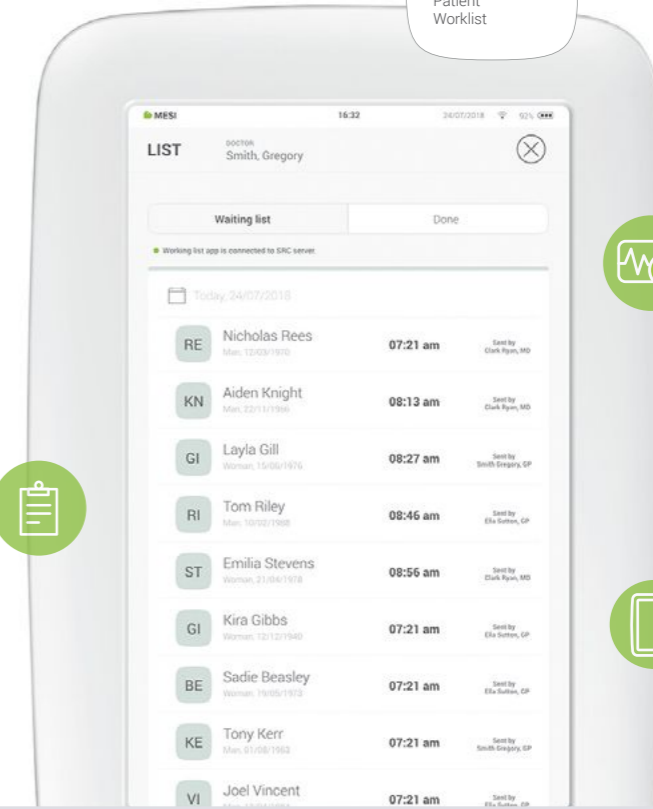 Patient
Worklist
MESI 16:32 24/07/2018 92%
LIST DOCTOR
Smith, Gregory
Waiting list Done
Working list app is connected to SRC server.
Today, 24/07/2018
RE Nicholas Rees 07:21 am Sent by
Man, 12/03/1970 Clark Ryan, MD
KN Aiden Knight 08:13 am Sent by
Man, 22/11/1966 Clark Ryan, MD
GI Layla Gill 08:27 am Sent by
Woman, 15/06/1976 Smith Gregory, GP
RI Tom Riley 08:46 am Sent by
Man, 10/02/1988 Ella Sutton, GP
ST Emilia Stevens 08:56 am Sent by
Woman, 21/04/1978 Clark Ryan, MD
GI Kira Gibbs 07:21 am Sent by
Woman, 12/12/1940 Ella Sutton, GP
BE Sadie Beasley 07:21 am Sent by
Woman, 19/05/1973 Ella Sutton, GP
KE Tony Kerr 07:21 am Sent by
Man, 01/08/1963 Smith Gregory, GP
VI Joel Vincent 07:21 am Sent by
Ella Sutton, GP